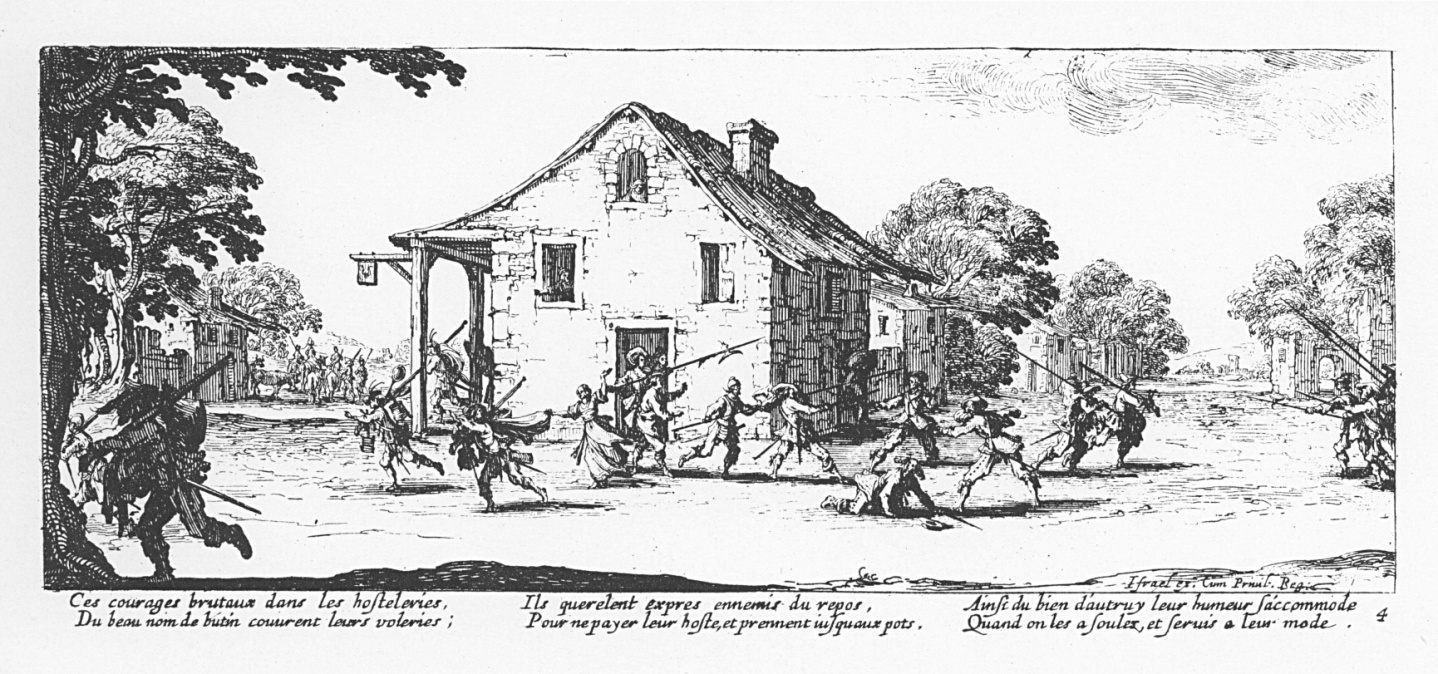 Israel ex. Cum Priuil. Reg.
Ces courages brutaux dans les hosteleries,
Du beau nom de butin couurent leurs voleries ;
Ils querelent expres ennemis du repos,
Pour ne payer leur hoste, et prennent iusqu aux pots.
Ainsi du bien d'autruy leur humeur s'accommode
Quand on les a soulez, et seruis a leur mode .
4